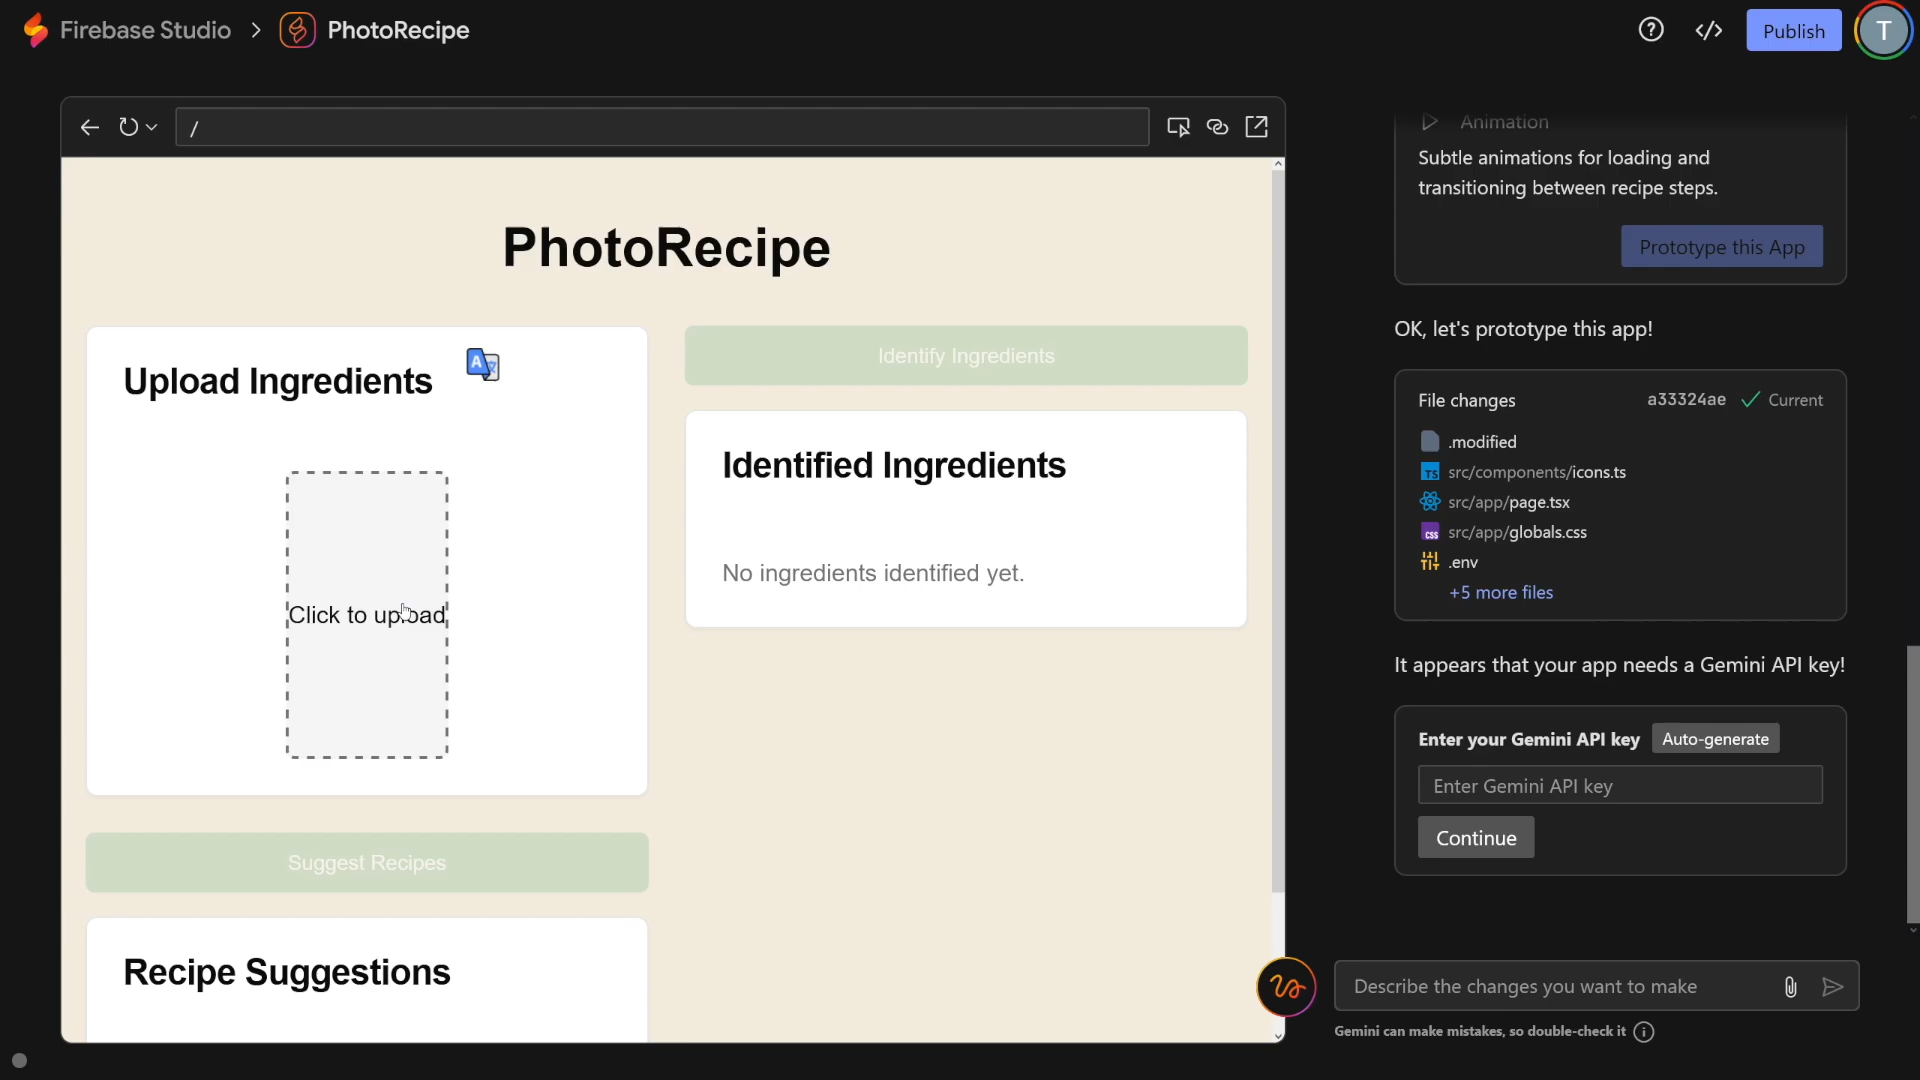 Firebase Studio > PhotoRecipe
</>
Publish
T
/
PhotoRecipe
Upload Ingredients
Click to upload
Suggest Recipes
Recipe Suggestions
Identify Ingredients
Identified Ingredients
No ingredients identified yet.
Animation
Subtle animations for loading and
transitioning between recipe steps.
Prototype this App
OK, let's prototype this app!
File changes a33324ae Current
.modified
TS src/components/icons.ts
src/app/page.tsx
css src/app/globals.css
.env
+5 more files
It appears that your app needs a Gemini API key!
Enter your Gemini API key Auto-generate
Enter Gemini API key
Continue
Describe the changes you want to make
Gemini can make mistakes, so double-check it